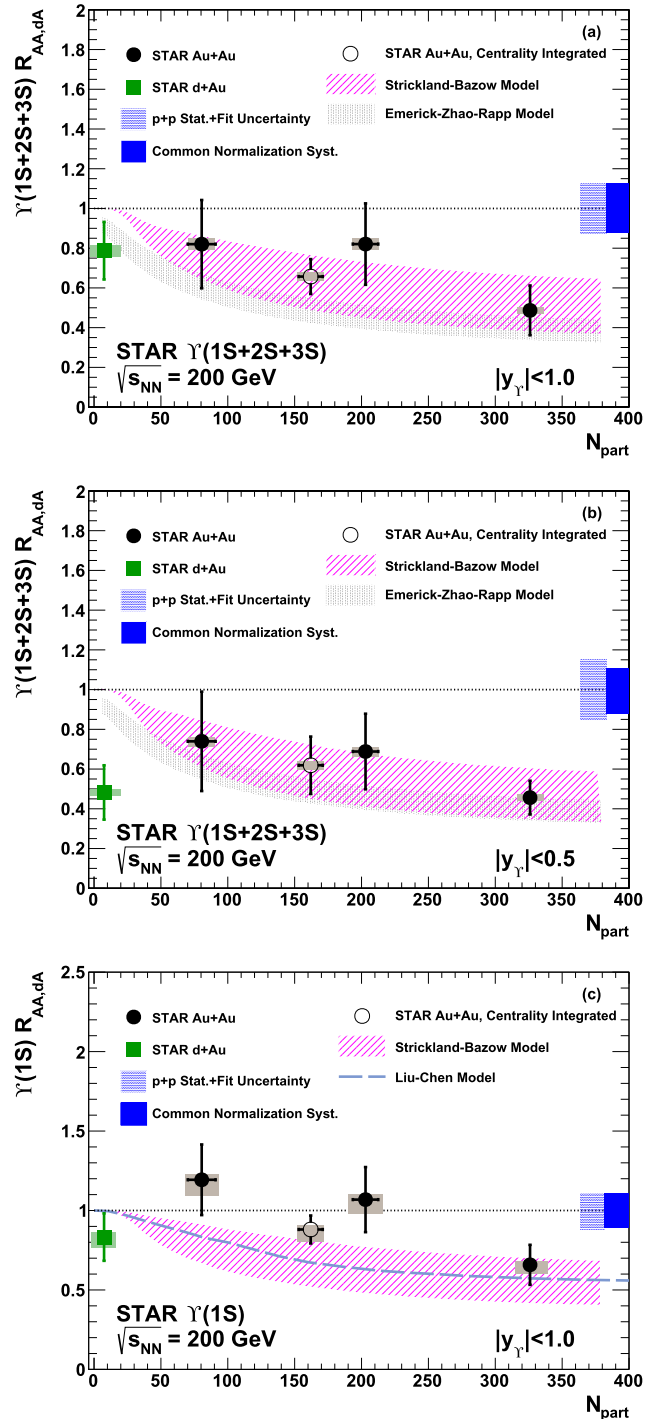 (a)
STAR Au+Au
STAR Au+Au, Centrality Integrated
STAR d+Au
Strickland-Bazow Model
p+p Stat.+Fit Uncertainty
Emerick-Zhao-Rapp Model
Common Normalization Syst.
ϒ(1S+2S+3S) R_AA,dA
2
1.8
1.6
1.4
1.2
1
0.8
0.6
0.4
0.2
0
STAR ϒ(1S+2S+3S)
√s_NN = 200 GeV
|y_ϒ|<1.0
0 50 100 150 200 250 300 350 400
N_part
(b)
STAR Au+Au
STAR Au+Au, Centrality Integrated
STAR d+Au
Strickland-Bazow Model
p+p Stat.+Fit Uncertainty
Emerick-Zhao-Rapp Model
Common Normalization Syst.
ϒ(1S+2S+3S) R_AA,dA
2
1.8
1.6
1.4
1.2
1
0.8
0.6
0.4
0.2
0
STAR ϒ(1S+2S+3S)
√s_NN = 200 GeV
|y_ϒ|<0.5
0 50 100 150 200 250 300 350 400
N_part
(c)
STAR Au+Au
STAR Au+Au, Centrality Integrated
STAR d+Au
Strickland-Bazow Model
p+p Stat.+Fit Uncertainty
Liu-Chen Model
Common Normalization Syst.
ϒ(1S) R_AA,dA
2.5
2
1.5
1
0.5
0
STAR ϒ(1S)
√s_NN = 200 GeV
|y_ϒ|<1.0
0 50 100 150 200 250 300 350 400
N_part